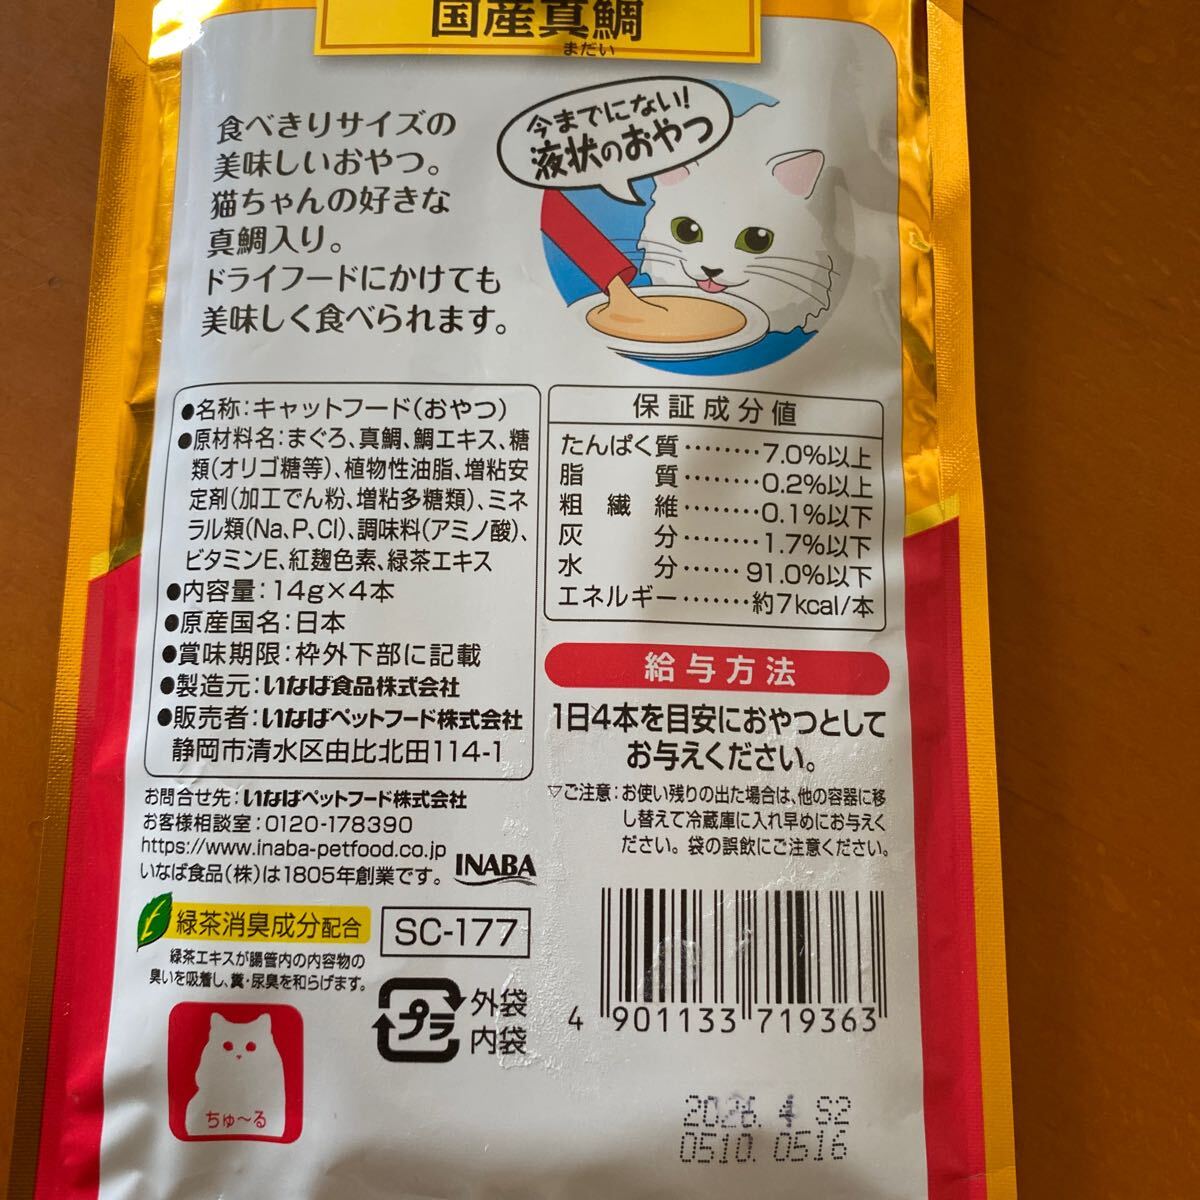 国産真鯛
まだい
食べきりサイズの
美味しいおやつ。
猫ちゃんの好きな
真鯛入り。
ドライフードにかけても
美味しく食べられます。
今までにない!
液状のおやつ
●名称:キャットフード(おやつ)
●原材料名:まぐろ、真鯛、鯛エキス、糖
類(オリゴ糖等)、植物性油脂、増粘安
定剤(加工でん粉、増粘多糖類)、ミネ
ラル類(Na、P、Cl)、調味料(アミノ酸)、
ビタミンE、紅麹色素、緑茶エキス
●内容量:14g×4本
●原産国名:日本
●賞味期限:枠外下部に記載
●製造元:いなば食品株式会社
●販売者:いなばペットフード株式会社
静岡市清水区由比北田114-1
保証成分値
たんぱく質········7.0%以上
脂質········0.2%以上
粗繊維········0.1%以下
灰分········1.7%以下
水分·······91.0%以下
エネルギー·······約7kcal/本
給与方法
1日4本を目安におやつとして
お与えください。
▽ご注意:お使い残りの出た場合は、他の容器に移
し替えて冷蔵庫に入れ早めにお与えく
ださい。袋の誤飲にご注意ください。
お問合せ先:いなばペットフード株式会社
お客様相談室:0120-178390
https://www.inaba-petfood.co.jp
いなば食品(株)は1805年創業です。
INABA
緑茶消臭成分配合
緑茶エキスが腸管内の内容物の
臭いを吸着し、糞・尿臭を和らげます。
SC-177
プラ
外袋
内袋
ちゅ~る
4 901133 719363
2026. 4 S2
0510. 0516